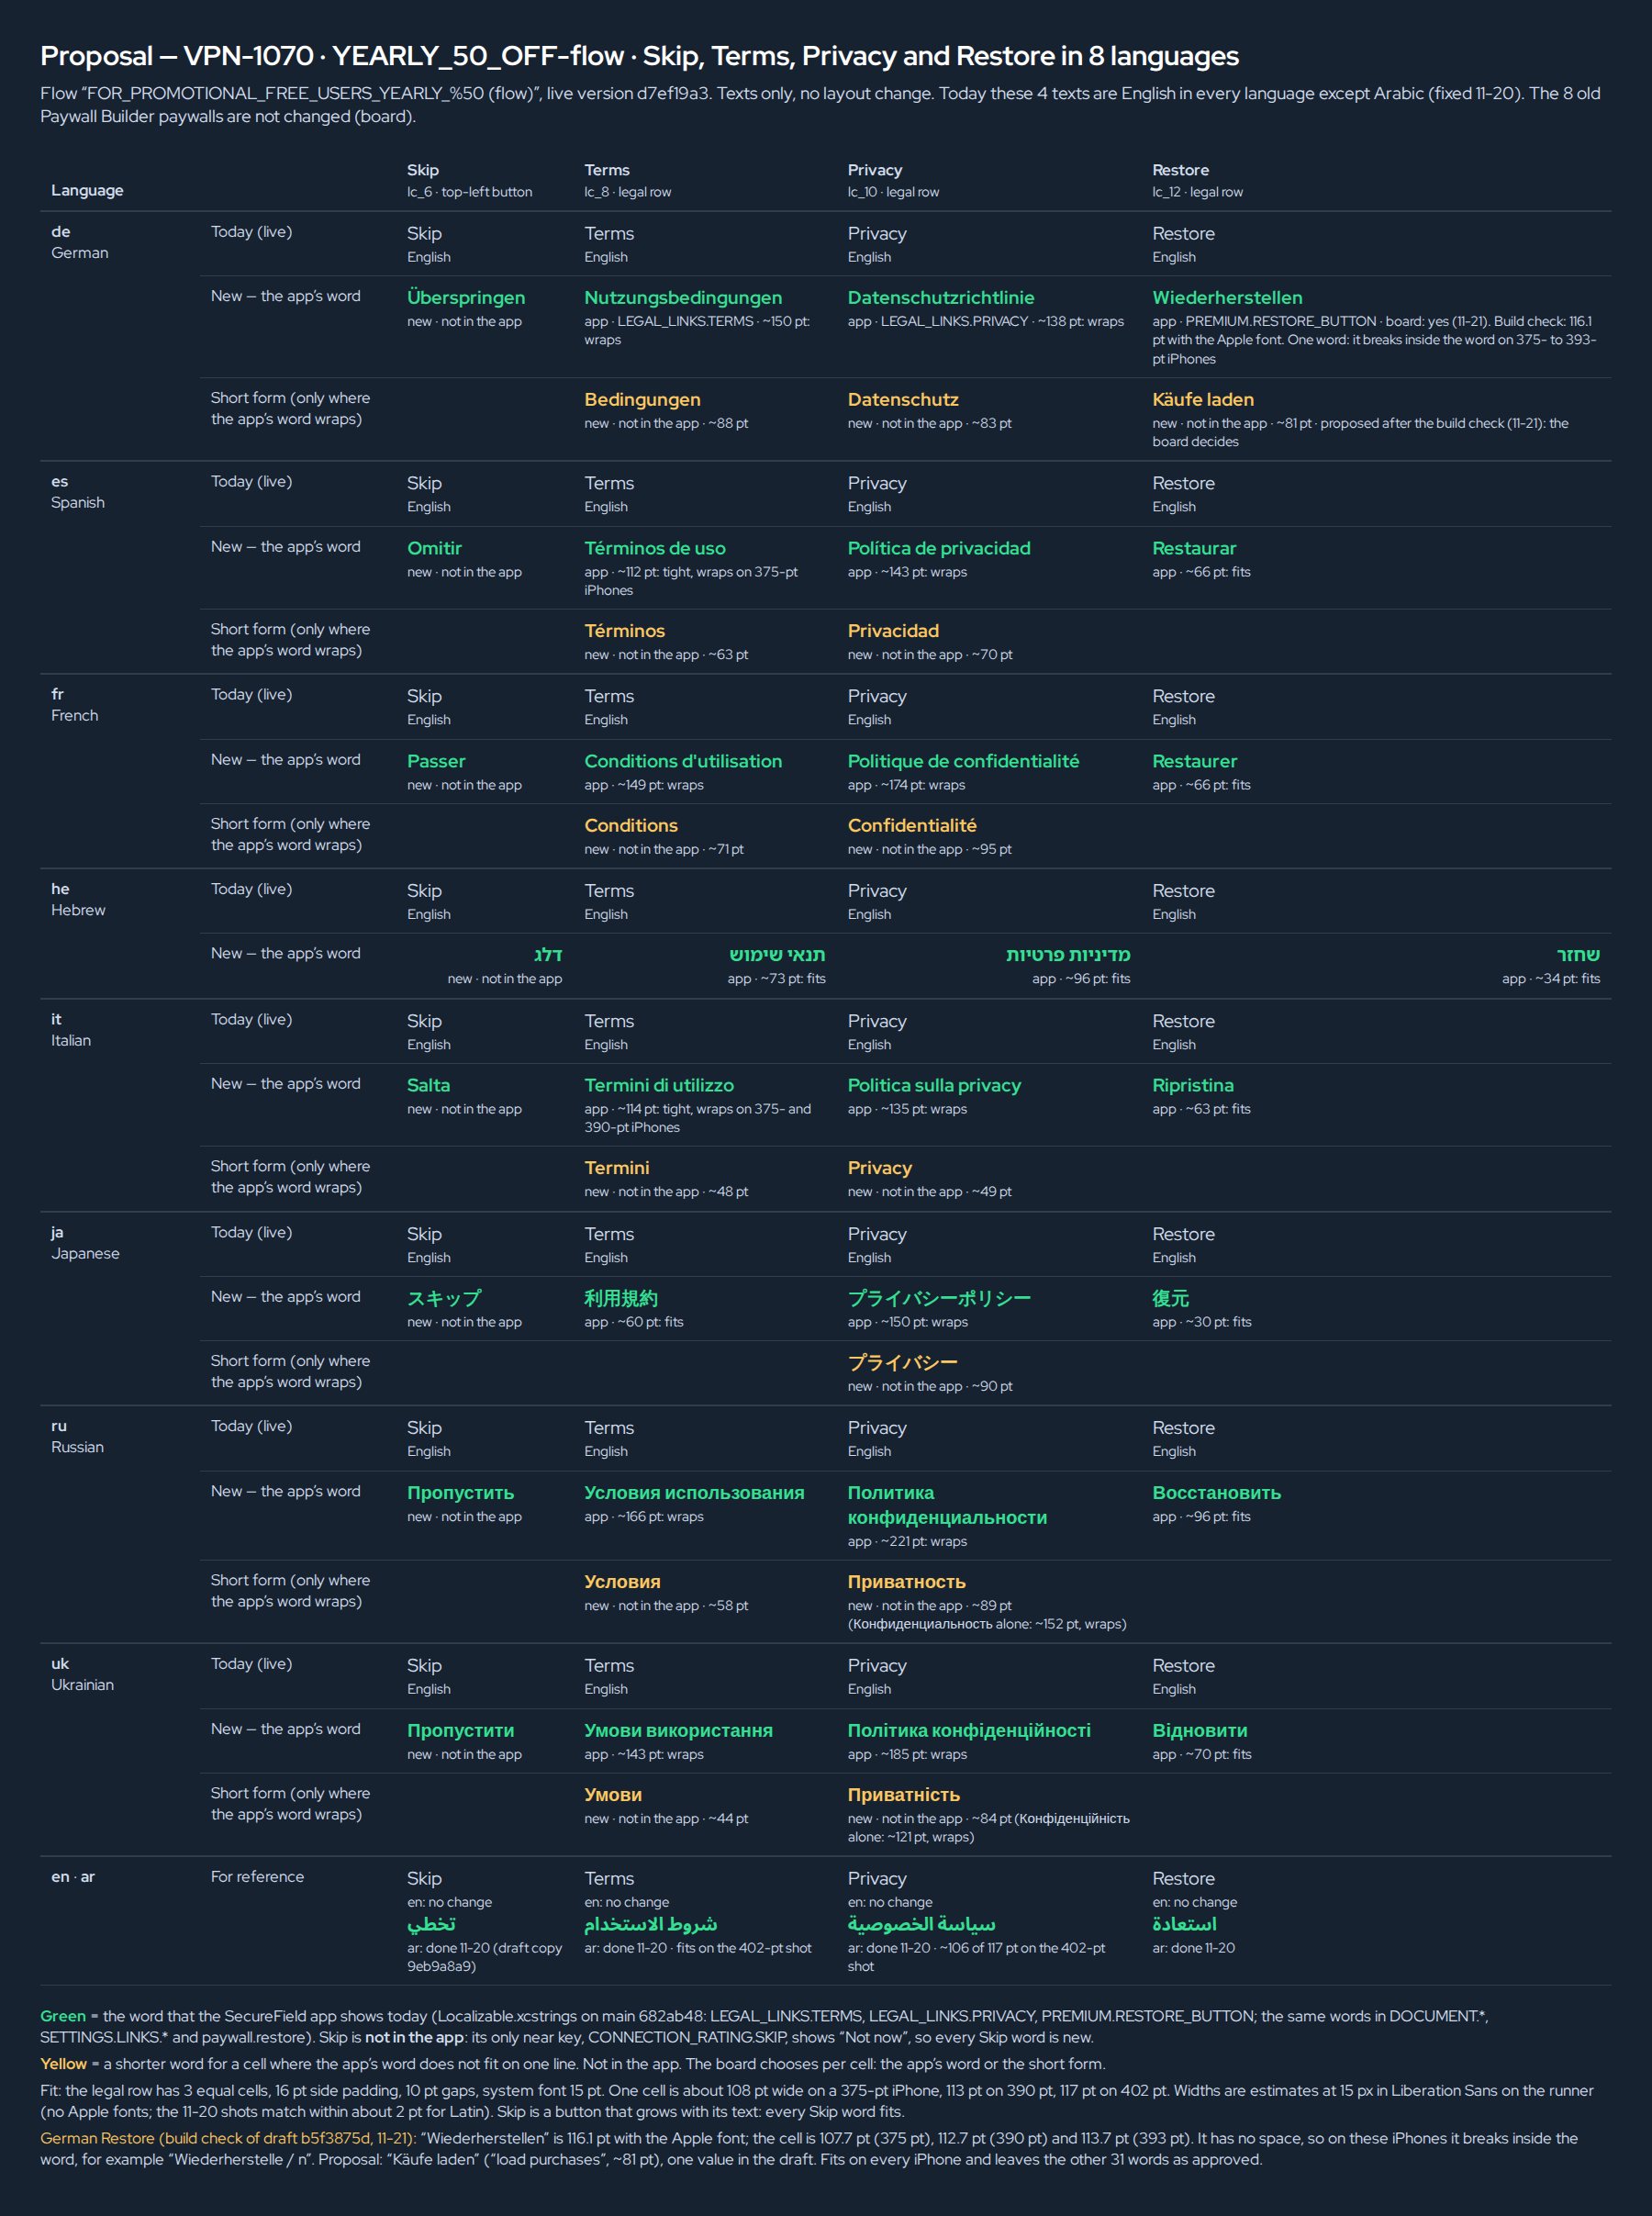 Proposal — VPN-1070 · YEARLY_50_OFF-flow · Skip, Terms, Privacy and Restore in 8 languages
Flow “FOR_PROMOTIONAL_FREE_USERS_YEARLY_%50 (flow)”, live version d7ef19a3. Texts only, no layout change. Today these 4 texts are English in every language except Arabic (fixed 11-20). The 8 old
Paywall Builder paywalls are not changed (board).
Language
Skip
lc_6 · top-left button
Terms
lc_8 · legal row
Privacy
lc_10 · legal row
Restore
lc_12 · legal row
de
German
Today (live)
Skip
English
Terms
English
Privacy
English
Restore
English
New — the app’s word
Überspringen
new · not in the app
Nutzungsbedingungen
app · LEGAL_LINKS.TERMS · ~150 pt:
wraps
Datenschutzrichtlinie
app · LEGAL_LINKS.PRIVACY · ~138 pt: wraps
Wiederherstellen
app · PREMIUM.RESTORE_BUTTON · board: yes (11-21). Build check: 116.1
pt with the Apple font. One word: it breaks inside the word on 375- to 393-
pt iPhones
Short form (only where
the app’s word wraps)
Bedingungen
new · not in the app · ~88 pt
Datenschutz
new · not in the app · ~83 pt
Käufe laden
new · not in the app · ~81 pt · proposed after the build check (11-21): the
board decides
es
Spanish
Today (live)
Skip
English
Terms
English
Privacy
English
Restore
English
New — the app’s word
Omitir
new · not in the app
Términos de uso
app · ~112 pt: tight, wraps on 375-pt
iPhones
Política de privacidad
app · ~143 pt: wraps
Restaurar
app · ~66 pt: fits
Short form (only where
the app’s word wraps)
Términos
new · not in the app · ~63 pt
Privacidad
new · not in the app · ~70 pt
fr
French
Today (live)
Skip
English
Terms
English
Privacy
English
Restore
English
New — the app’s word
Passer
new · not in the app
Conditions d'utilisation
app · ~149 pt: wraps
Politique de confidentialité
app · ~174 pt: wraps
Restaurer
app · ~66 pt: fits
Short form (only where
the app’s word wraps)
Conditions
new · not in the app · ~71 pt
Confidentialité
new · not in the app · ~95 pt
he
Hebrew
Today (live)
Skip
English
Terms
English
Privacy
English
Restore
English
New — the app’s word
דלג
new · not in the app
תנאי שימוש
app · ~73 pt: fits
מדיניות פרטיות
app · ~96 pt: fits
שחזר
app · ~34 pt: fits
it
Italian
Today (live)
Skip
English
Terms
English
Privacy
English
Restore
English
New — the app’s word
Salta
new · not in the app
Termini di utilizzo
app · ~114 pt: tight, wraps on 375- and
390-pt iPhones
Politica sulla privacy
app · ~135 pt: wraps
Ripristina
app · ~63 pt: fits
Short form (only where
the app’s word wraps)
Termini
new · not in the app · ~48 pt
Privacy
new · not in the app · ~49 pt
ja
Japanese
Today (live)
Skip
English
Terms
English
Privacy
English
Restore
English
New — the app’s word
スキップ
new · not in the app
利用規約
app · ~60 pt: fits
プライバシーポリシー
app · ~150 pt: wraps
復元
app · ~30 pt: fits
Short form (only where
the app’s word wraps)
プライバシー
new · not in the app · ~90 pt
ru
Russian
Today (live)
Skip
English
Terms
English
Privacy
English
Restore
English
New — the app’s word
Пропустить
new · not in the app
Условия использования
app · ~166 pt: wraps
Политика
конфиденциальности
app · ~221 pt: wraps
Восстановить
app · ~96 pt: fits
Short form (only where
the app’s word wraps)
Условия
new · not in the app · ~58 pt
Приватность
new · not in the app · ~89 pt
(Конфиденциальность alone: ~152 pt, wraps)
uk
Ukrainian
Today (live)
Skip
English
Terms
English
Privacy
English
Restore
English
New — the app’s word
Пропустити
new · not in the app
Умови використання
app · ~143 pt: wraps
Політика конфіденційності
app · ~185 pt: wraps
Відновити
app · ~70 pt: fits
Short form (only where
the app’s word wraps)
Умови
new · not in the app · ~44 pt
Приватність
new · not in the app · ~84 pt (Конфіденційність
alone: ~121 pt, wraps)
en · ar
For reference
Skip
en: no change
تخطي
ar: done 11-20 (draft copy
9eb9a8a9)
Terms
en: no change
شروط الاستخدام
ar: done 11-20 · fits on the 402-pt shot
Privacy
en: no change
سياسة الخصوصية
ar: done 11-20 · ~106 of 117 pt on the 402-pt
shot
Restore
en: no change
استعادة
ar: done 11-20
Green = the word that the SecureField app shows today (Localizable.xcstrings on main 682ab48: LEGAL_LINKS.TERMS, LEGAL_LINKS.PRIVACY, PREMIUM.RESTORE_BUTTON; the same words in DOCUMENT.*,
SETTINGS.LINKS.* and paywall.restore). Skip is not in the app: its only near key, CONNECTION_RATING.SKIP, shows “Not now”, so every Skip word is new.
Yellow = a shorter word for a cell where the app’s word does not fit on one line. Not in the app. The board chooses per cell: the app’s word or the short form.
Fit: the legal row has 3 equal cells, 16 pt side padding, 10 pt gaps, system font 15 pt. One cell is about 108 pt wide on a 375-pt iPhone, 113 pt on 390 pt, 117 pt on 402 pt. Widths are estimates at 15 px in Liberation Sans on the runner
(no Apple fonts; the 11-20 shots match within about 2 pt for Latin). Skip is a button that grows with its text: every Skip word fits.
German Restore (build check of draft b5f3875d, 11-21): “Wiederherstellen” is 116.1 pt with the Apple font; the cell is 107.7 pt (375 pt), 112.7 pt (390 pt) and 113.7 pt (393 pt). It has no space, so on these iPhones it breaks inside the
word, for example “Wiederherstelle / n”. Proposal: “Käufe laden” (“load purchases”, ~81 pt), one value in the draft. Fits on every iPhone and leaves the other 31 words as approved.